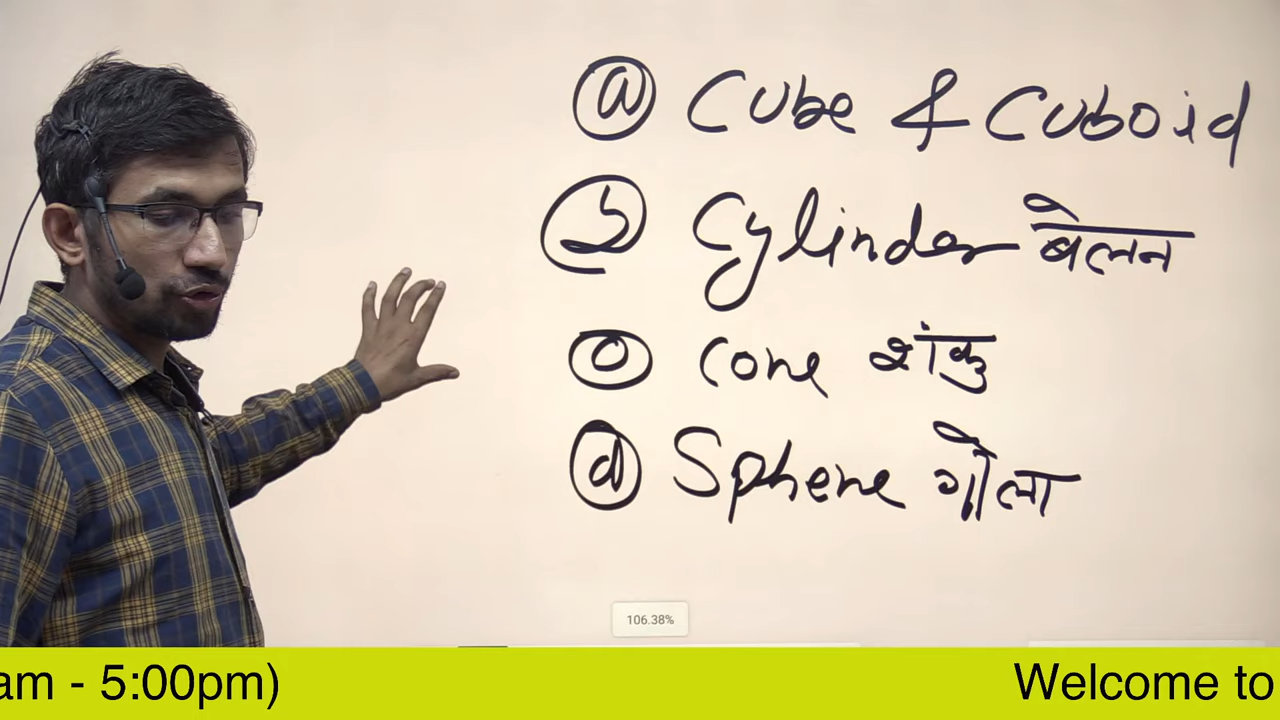 a Cube & Cuboid
b Cylinder बेलन
c Cone शंकु
d Sphere गोला
106.38%
am - 5:00pm) Welcome to